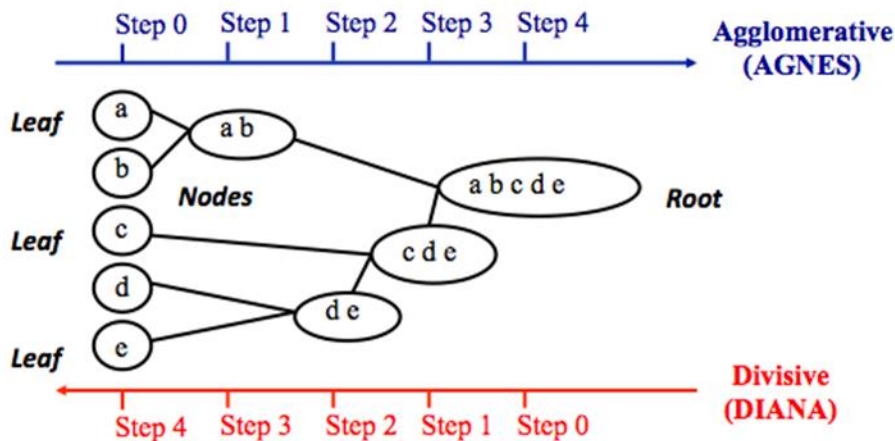 Step 0 Step 1 Step 2 Step 3 Step 4
Agglomerative
(AGNES)
Leaf
a
a b
b
Nodes
a b c d e
Root
Leaf
c
c d e
d
d e
Leaf
e
Divisive
(DIANA)
Step 4 Step 3 Step 2 Step 1 Step 0